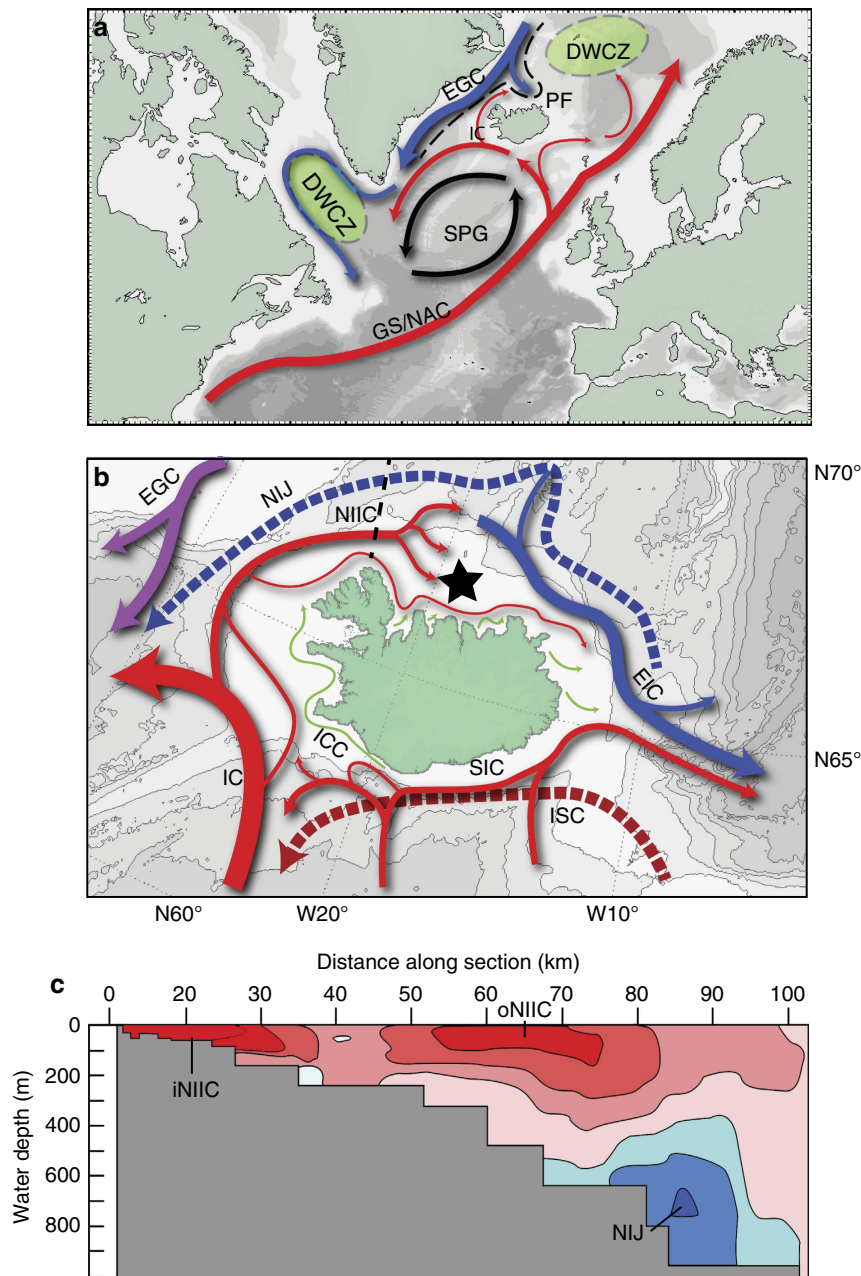 a
DWCZ
EGC
PF
IC
DWCZ
SPG
GS/NAC
b
EGC
NIJ
NIIC
N70°
EIC
ICC
SIC
N65°
IC
ISC
N60° W20° W10°
Distance along section (km)
c
0 20 30 40 50 60 70 80 90 100
oNIIC
0
iNIIC
200
400
600
800
Water depth (m)
NIJ